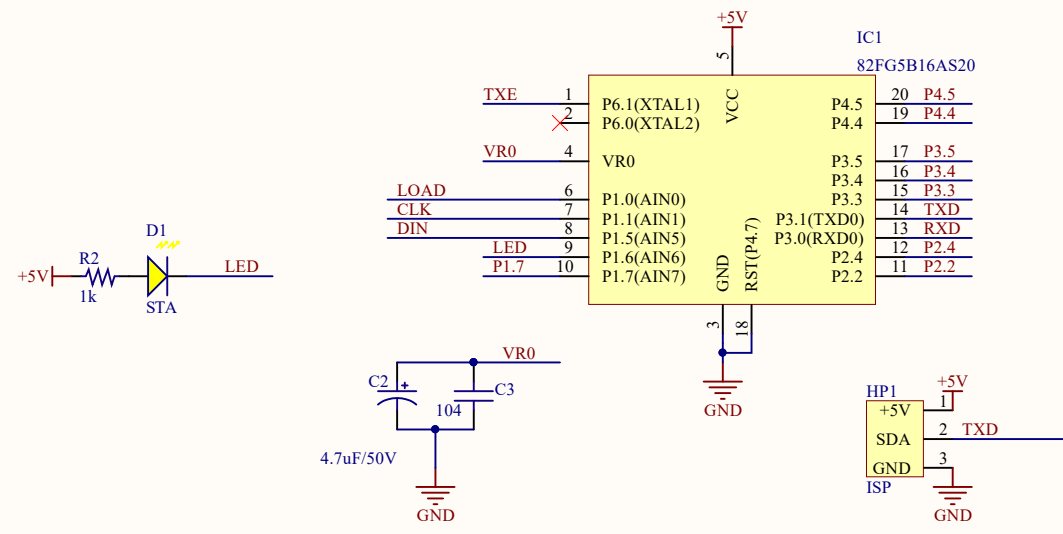 +5V
IC1
82FG5B16AS20
5
VCC
TXE 1 P6.1(XTAL1)
2 P6.0(XTAL2)
VR0 4 VR0
LOAD 6 P1.0(AIN0)
CLK 7 P1.1(AIN1)
DIN 8 P1.5(AIN5)
LED 9 P1.6(AIN6)
P1.7 10 P1.7(AIN7)
P4.5 20 P4.5
P4.4 19 P4.4
P3.5 17 P3.5
P3.4 16 P3.4
P3.3 15 P3.3
P3.1(TXD0) 14 TXD
P3.0(RXD0) 13 RXD
P2.4 12 P2.4
P2.2 11 P2.2
GND
RST(P4.7)
3
18
GND
D1
+5V
R2
1k
STA
LED
VR0
C2
+
C3
104
4.7uF/50V
GND
HP1
+5V
+5V 1
SDA 2 TXD
GND 3
ISP
GND